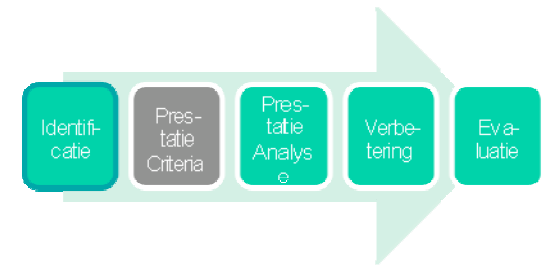 Identifi-
catie
Pres-
tatie
Criteria
Pres-
tatie
Analys
e
Verbe-
tering
Eva-
luatie